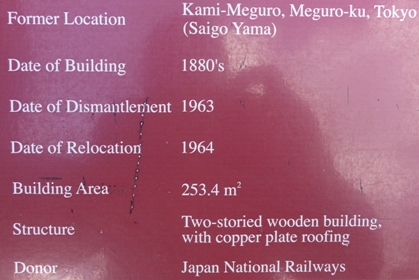 Former Location Kami-Meguro, Meguro-ku, Tokyo
(Saigo Yama)
Date of Building 1880's
Date of Dismantlement 1963
Date of Relocation 1964
Building Area 253.4 m²
Structure Two-storied wooden building,
with copper plate roofing
Donor Japan National Railways